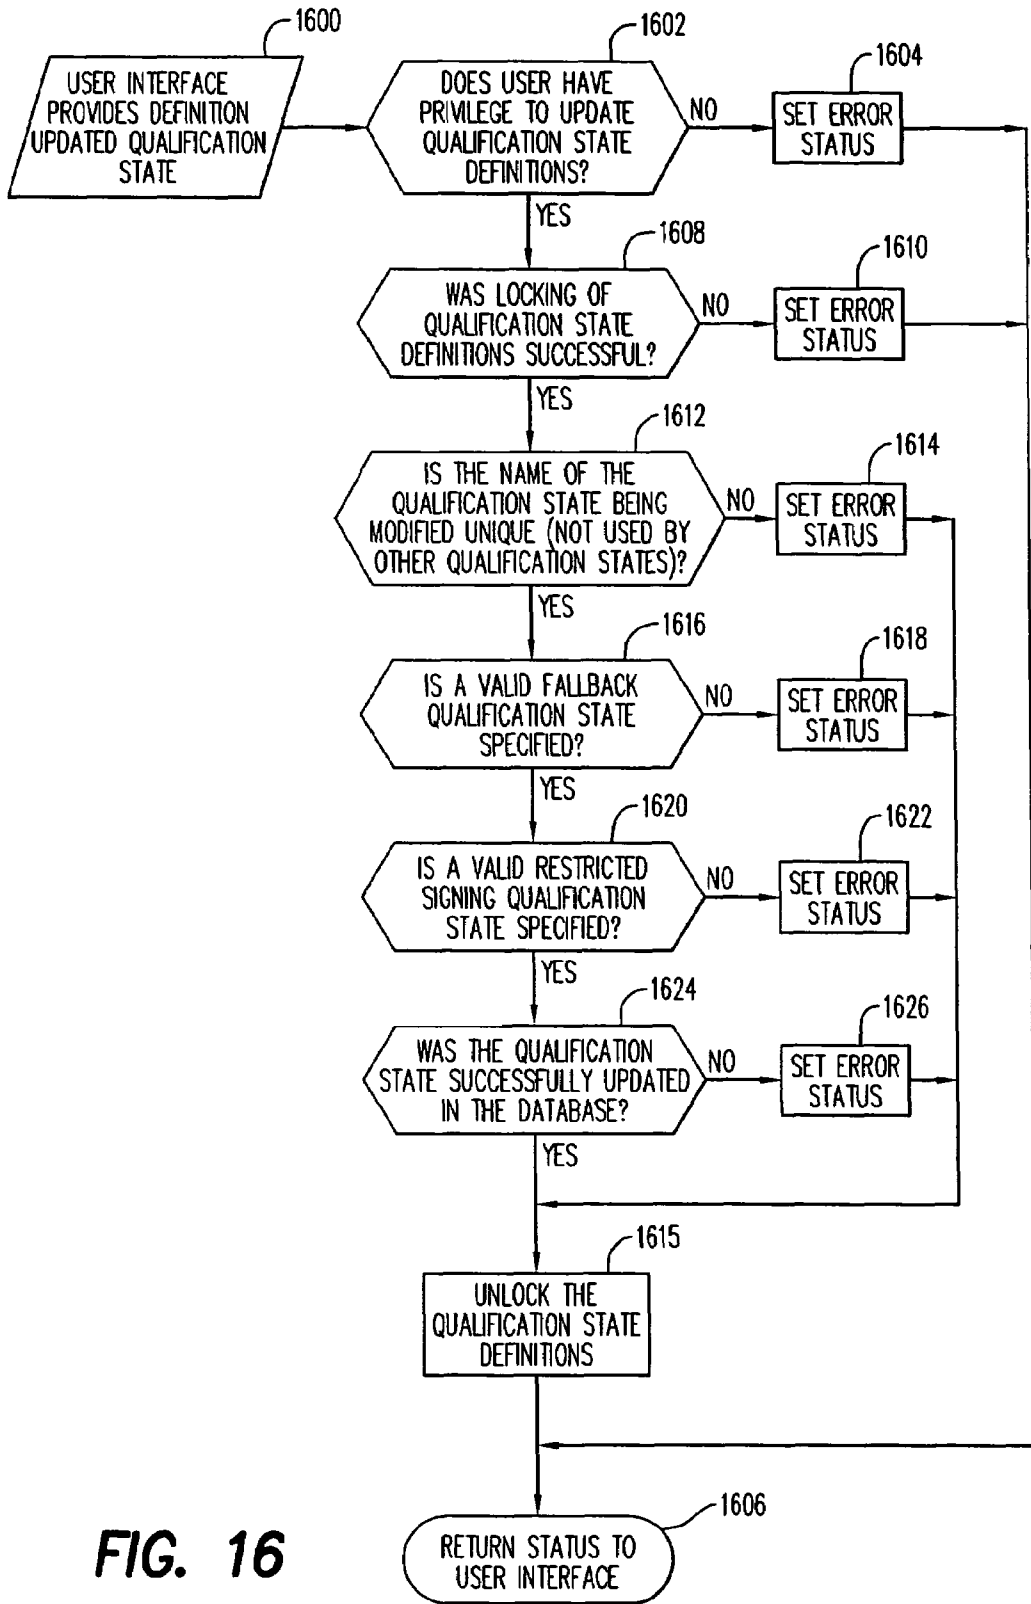 1600
USER INTERFACE
PROVIDES DEFINITION
UPDATED QUALIFICATION
STATE
1602
DOES USER HAVE
PRIVILEGE TO UPDATE
QUALIFICATION STATE
DEFINITIONS?
NO
1604
SET ERROR
STATUS
YES
1608
WAS LOCKING OF
QUALIFICATION STATE
DEFINITIONS SUCCESSFUL?
NO
1610
SET ERROR
STATUS
YES
1612
IS THE NAME OF THE
QUALIFICATION STATE BEING
MODIFIED UNIQUE (NOT USED BY
OTHER QUALIFICATION STATES)?
NO
1614
SET ERROR
STATUS
YES
1616
IS A VALID FALLBACK
QUALIFICATION STATE
SPECIFIED?
NO
1618
SET ERROR
STATUS
YES
1620
IS A VALID RESTRICTED
SIGNING QUALIFICATION
STATE SPECIFIED?
NO
1622
SET ERROR
STATUS
YES
1624
WAS THE QUALIFICATION
STATE SUCCESSFULLY UPDATED
IN THE DATABASE?
NO
1626
SET ERROR
STATUS
YES
1615
UNLOCK THE
QUALIFICATION STATE
DEFINITIONS
1606
RETURN STATUS TO
USER INTERFACE
FIG. 16